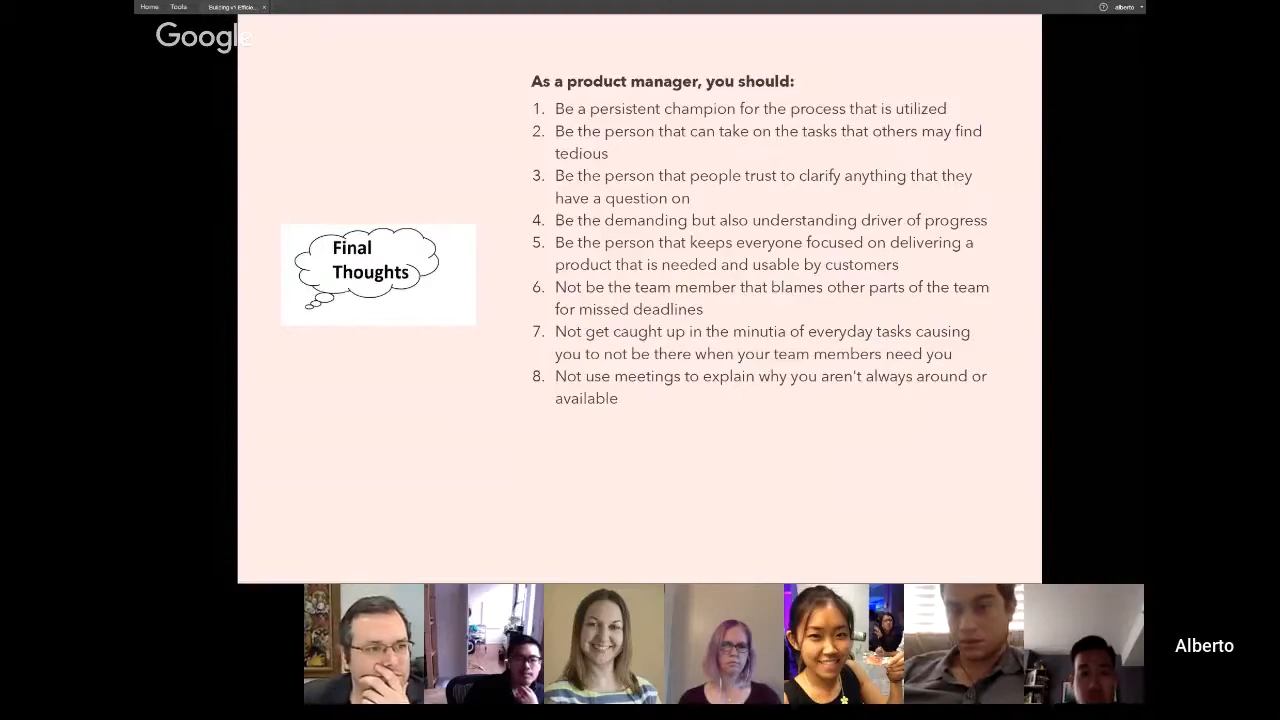 Home Tools Building v1 Efficie... × ? alberto
Google
As a product manager, you should:
1. Be a persistent champion for the process that is utilized
2. Be the person that can take on the tasks that others may find
tedious
3. Be the person that people trust to clarify anything that they
have a question on
4. Be the demanding but also understanding driver of progress
5. Be the person that keeps everyone focused on delivering a
product that is needed and usable by customers
6. Not be the team member that blames other parts of the team
for missed deadlines
7. Not get caught up in the minutia of everyday tasks causing
you to not be there when your team members need you
8. Not use meetings to explain why you aren't always around or
available
Final
Thoughts
Alberto